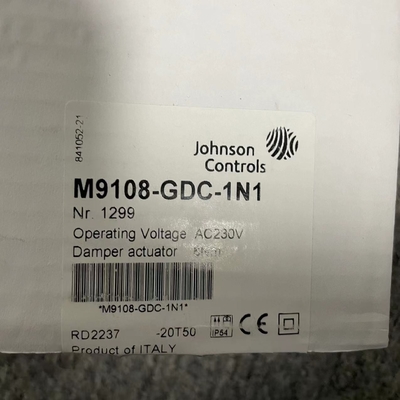 841052-21
Johnson
Controls
M9108-GDC-1N1
Nr. 1299
Operating Voltage AC230V
Damper actuator
*M9108-GDC-1N1*
RD2237 -20T50 IP54 CE
Product of ITALY